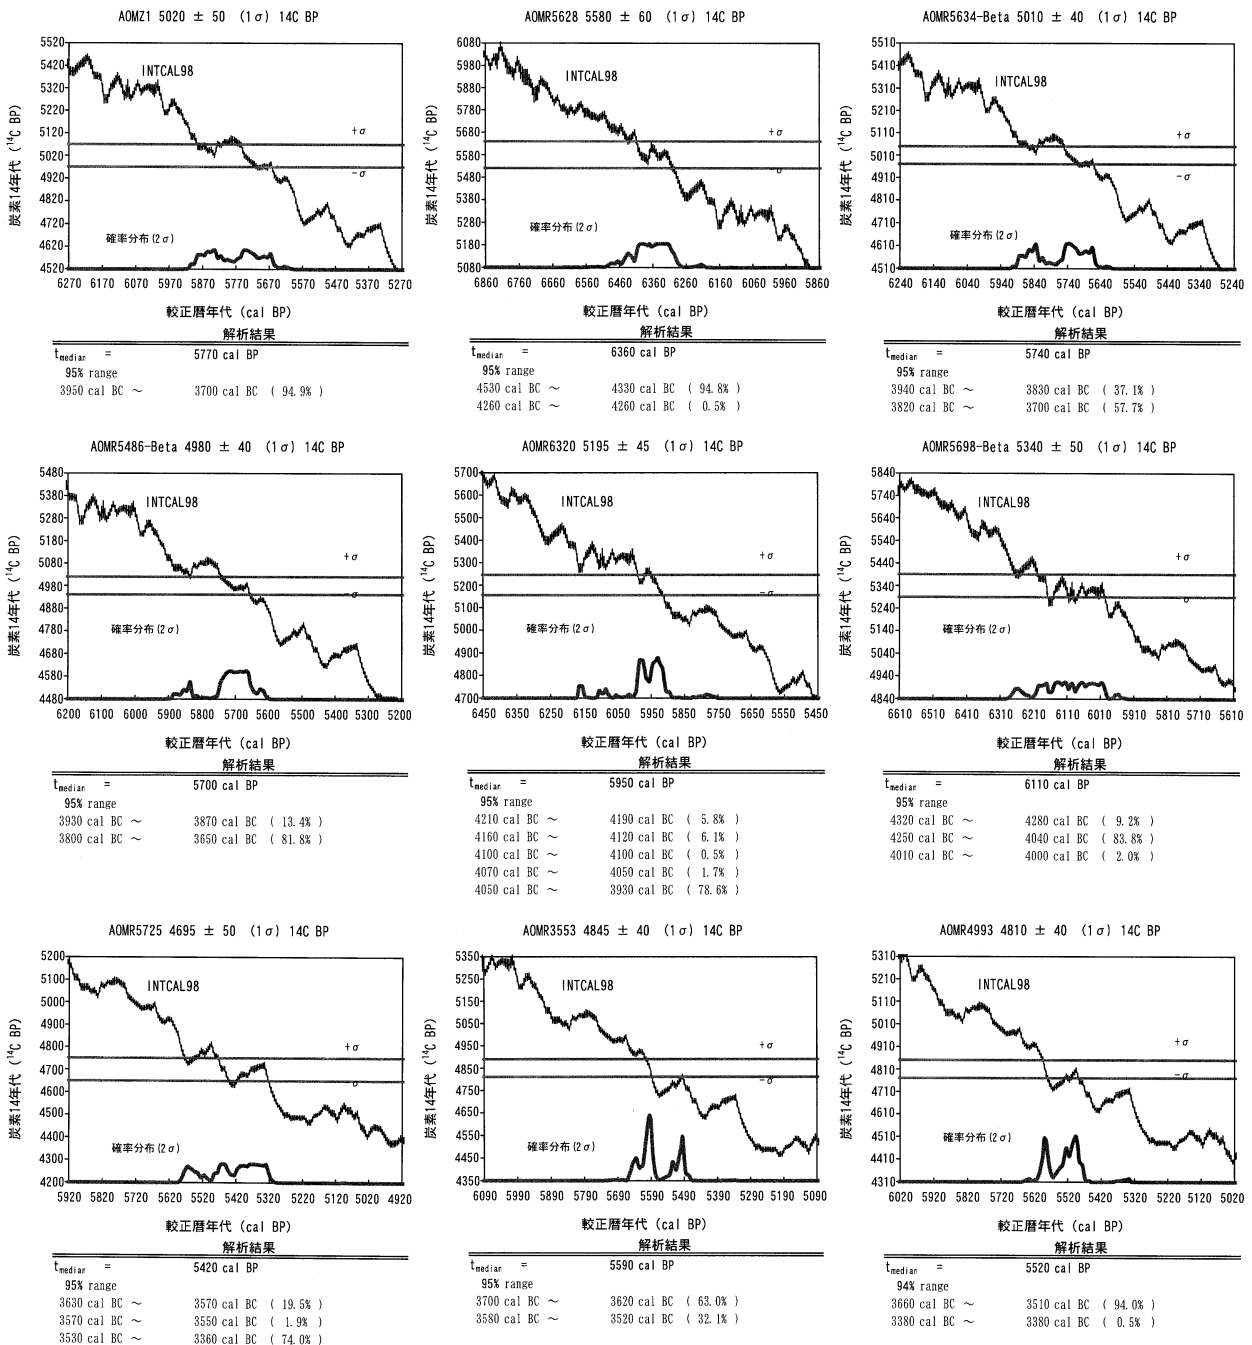 AOMZ1 5020 ± 50 (1σ) 14C BP
炭素14年代 (¹⁴C BP)
5520
5420
5320
5220
5120
5020
4920
4820
4720
4620
4520
INTCAL98
+σ
-σ
確率分布(2σ)
6270 6170 6070 5970 5870 5770 5670 5570 5470 5370 5270
較正暦年代 (cal BP)
解析結果
tmedian = 5770 cal BP
95% range
3950 cal BC ～ 3700 cal BC ( 94.9% )
AOMR5628 5580 ± 60 (1σ) 14C BP
炭素14年代 (¹⁴C BP)
6080
5980
5880
5780
5680
5580
5480
5380
5280
5180
5080
INTCAL98
+σ
-σ
確率分布(2σ)
6860 6760 6660 6560 6460 6360 6260 6160 6060 5960 5860
較正暦年代 (cal BP)
解析結果
tmedian = 6360 cal BP
95% range
4530 cal BC ～ 4330 cal BC ( 94.8% )
4260 cal BC ～ 4260 cal BC ( 0.5% )
AOMR5634-Beta 5010 ± 40 (1σ) 14C BP
炭素14年代 (¹⁴C BP)
5510
5410
5310
5210
5110
5010
4910
4810
4710
4610
4510
INTCAL98
+σ
-σ
確率分布(2σ)
6240 6140 6040 5940 5840 5740 5640 5540 5440 5340 5240
較正暦年代 (cal BP)
解析結果
tmedian = 5740 cal BP
95% range
3940 cal BC ～ 3830 cal BC ( 37.1% )
3820 cal BC ～ 3700 cal BC ( 57.7% )
AOMR5486-Beta 4980 ± 40 (1σ) 14C BP
炭素14年代 (¹⁴C BP)
5480
5380
5280
5180
5080
4980
4880
4780
4680
4580
4480
INTCAL98
+σ
-σ
確率分布(2σ)
6200 6100 6000 5900 5800 5700 5600 5500 5400 5300 5200
較正暦年代 (cal BP)
解析結果
tmedian = 5700 cal BP
95% range
3930 cal BC ～ 3870 cal BC ( 13.4% )
3800 cal BC ～ 3650 cal BC ( 81.8% )
AOMR6320 5195 ± 45 (1σ) 14C BP
炭素14年代 (¹⁴C BP)
5700
5600
5500
5400
5300
5200
5100
5000
4900
4800
4700
INTCAL98
+σ
-σ
確率分布(2σ)
6450 6350 6250 6150 6050 5950 5850 5750 5650 5550 5450
較正暦年代 (cal BP)
解析結果
tmedian = 5950 cal BP
95% range
4210 cal BC ～ 4190 cal BC ( 5.8% )
4160 cal BC ～ 4120 cal BC ( 6.1% )
4100 cal BC ～ 4100 cal BC ( 0.5% )
4070 cal BC ～ 4050 cal BC ( 1.7% )
4050 cal BC ～ 3930 cal BC ( 78.6% )
AOMR5698-Beta 5340 ± 50 (1σ) 14C BP
炭素14年代 (¹⁴C BP)
5840
5740
5640
5540
5440
5340
5240
5140
5040
4940
4840
INTCAL98
+σ
σ
確率分布(2σ)
6610 6510 6410 6310 6210 6110 6010 5910 5810 5710 5610
較正暦年代 (cal BP)
解析結果
tmedian = 6110 cal BP
95% range
4320 cal BC ～ 4280 cal BC ( 9.2% )
4250 cal BC ～ 4040 cal BC ( 83.8% )
4010 cal BC ～ 4000 cal BC ( 2.0% )
AOMR5725 4695 ± 50 (1σ) 14C BP
炭素14年代 (¹⁴C BP)
5200
5100
5000
4900
4800
4700
4600
4500
4400
4300
4200
INTCAL98
+σ
-σ
確率分布(2σ)
5920 5820 5720 5620 5520 5420 5320 5220 5120 5020 4920
較正暦年代 (cal BP)
解析結果
tmedian = 5420 cal BP
95% range
3630 cal BC ～ 3570 cal BC ( 19.5% )
3570 cal BC ～ 3550 cal BC ( 1.9% )
3530 cal BC ～ 3360 cal BC ( 74.0% )
AOMR3553 4845 ± 40 (1σ) 14C BP
炭素14年代 (¹⁴C BP)
5350
5250
5150
5050
4950
4850
4750
4650
4550
4450
4350
INTCAL98
+σ
-σ
確率分布(2σ)
6090 5990 5890 5790 5690 5590 5490 5390 5290 5190 5090
較正暦年代 (cal BP)
解析結果
tmedian = 5590 cal BP
95% range
3700 cal BC ～ 3620 cal BC ( 63.0% )
3580 cal BC ～ 3520 cal BC ( 32.1% )
AOMR4993 4810 ± 40 (1σ) 14C BP
炭素14年代 (¹⁴C BP)
5310
5210
5110
5010
4910
4810
4710
4610
4510
4410
4310
INTCAL98
+σ
-σ
確率分布(2σ)
6020 5920 5820 5720 5620 5520 5420 5320 5220 5120 5020
較正暦年代 (cal BP)
解析結果
tmedian = 5520 cal BP
94% range
3660 cal BC ～ 3510 cal BC ( 94.0% )
3380 cal BC ～ 3380 cal BC ( 0.5% )